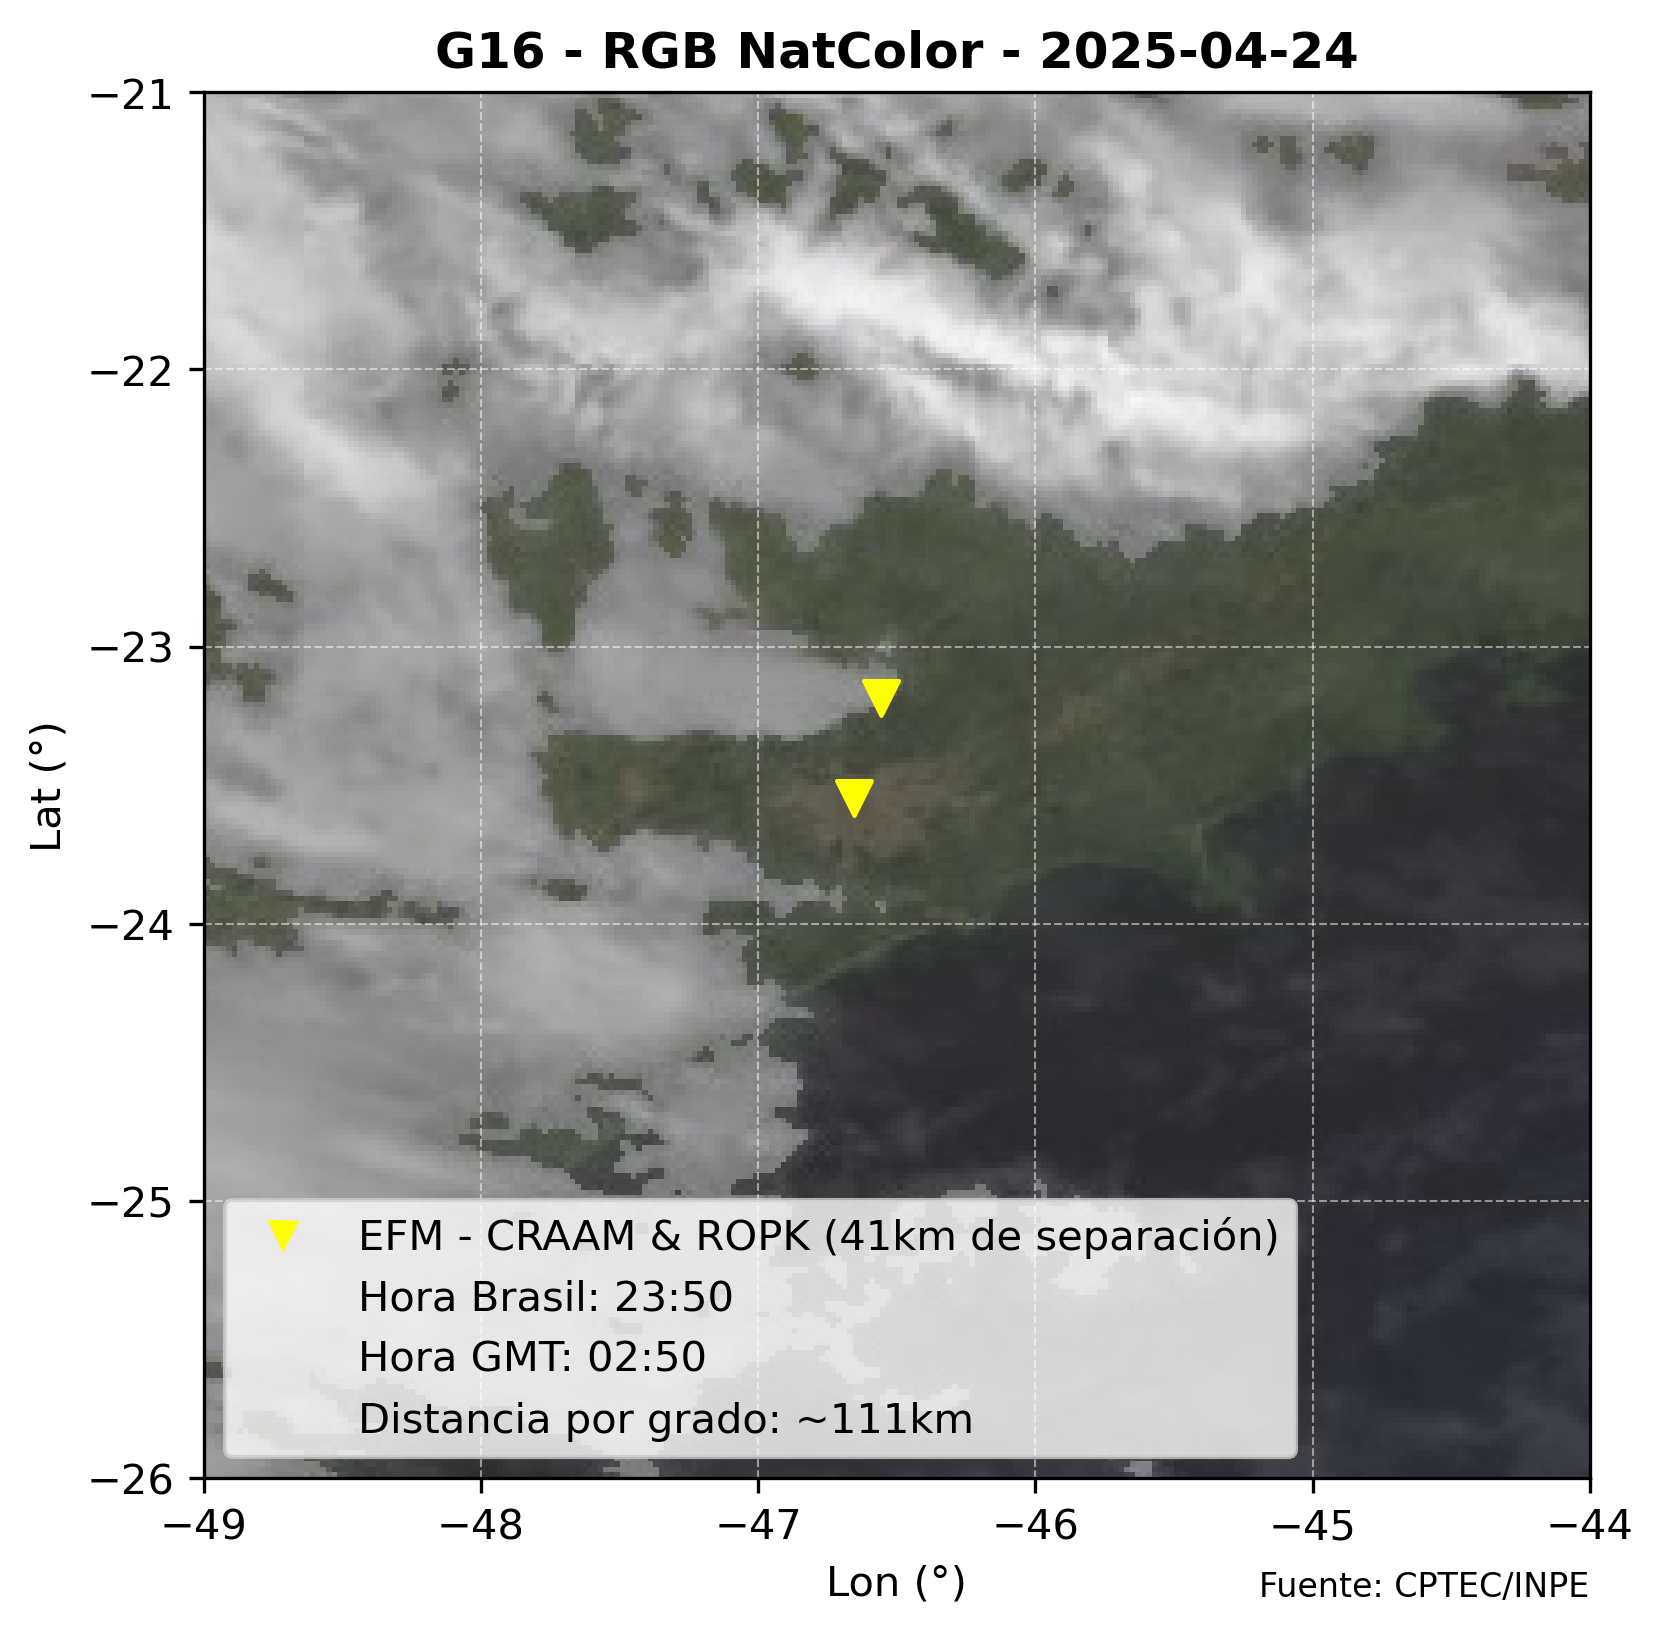 G16 - RGB NatColor - 2025-04-24
−21
−22
−23
−24
−25
−26
Lat (°)
EFM - CRAAM & ROPK (41km de separación)
Hora Brasil: 23:50
Hora GMT: 02:50
Distancia por grado: ~111km
−49 −48 −47 −46 −45 −44
Lon (°)
Fuente: CPTEC/INPE